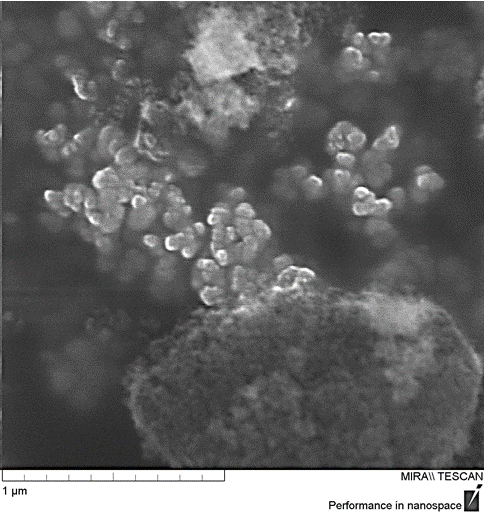 MIRA\\ TESCAN
1 µm
Performance in nanospace